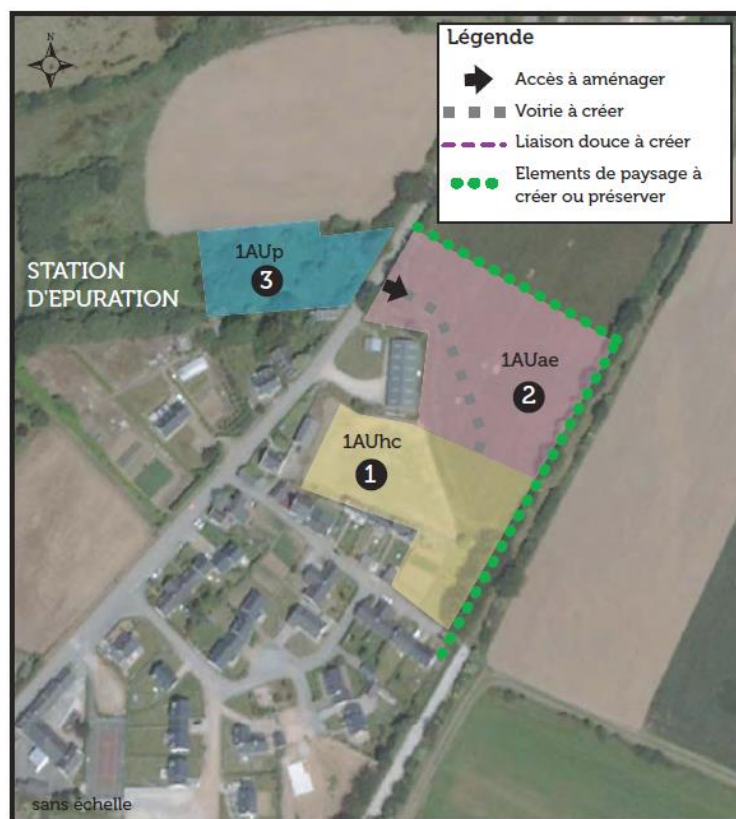 N
Légende
Accès à aménager
Voirie à créer
Liaison douce à créer
Elements de paysage à
créer ou préserver
1AUp
3
STATION
D'EPURATION
1AUae
2
1AUhc
1
sans échelle